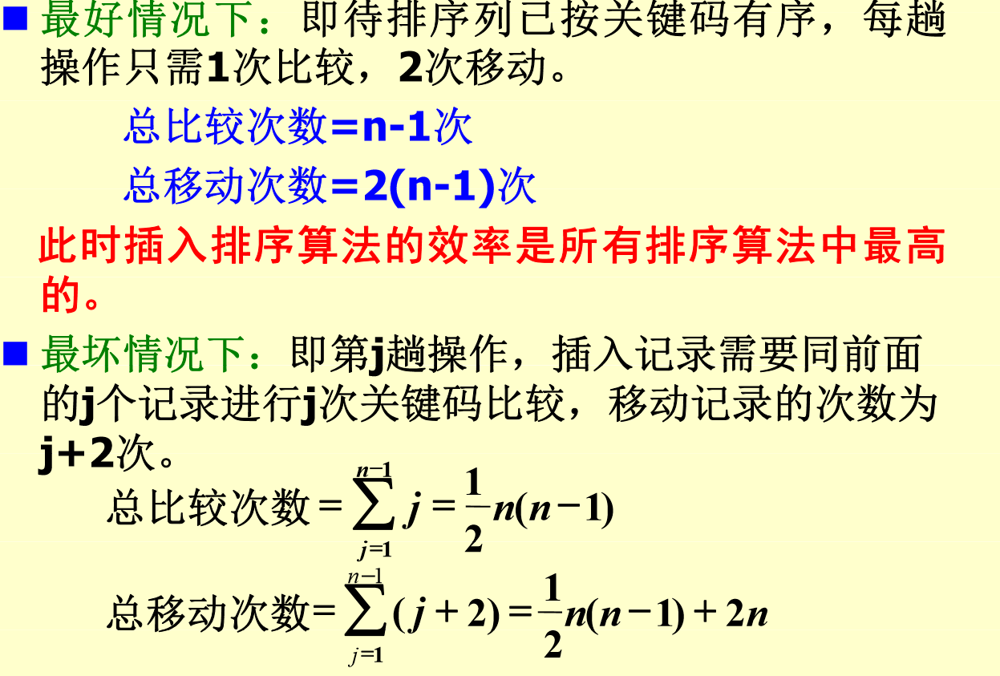 ■ 最好情况下：即待排序列已按关键码有序，每趟
操作只需1次比较，2次移动。
总比较次数=n-1次
总移动次数=2(n-1)次
此时插入排序算法的效率是所有排序算法中最高
的。
■ 最坏情况下：即第j趟操作，插入记录需要同前面
的j个记录进行j次关键码比较，移动记录的次数为
j+2次。
总比较次数 = \sum_{j=1}^{n-1} j = \frac{1}{2} n(n-1)
总移动次数= \sum_{j=1}^{n-1} (j+2) = \frac{1}{2} n(n-1) + 2n